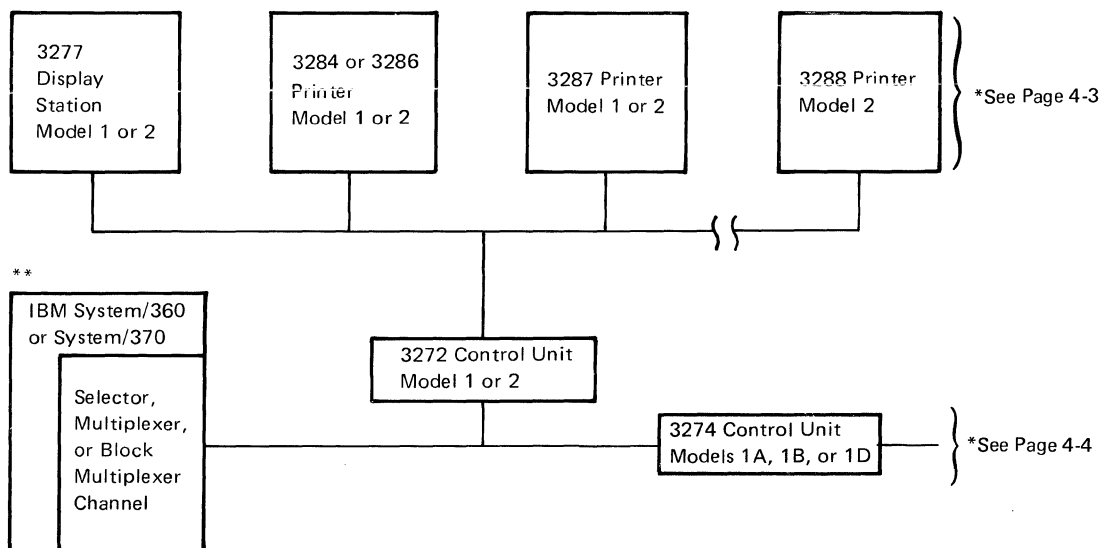 3277
Display
Station
Model 1 or 2
3284 or 3286
Printer
Model 1 or 2
3287 Printer
Model 1 or 2
3288 Printer
Model 2
*See Page 4-3
**
IBM System/360
or System/370
Selector,
Multiplexer,
or Block
Multiplexer
Channel
3272 Control Unit
Model 1 or 2
3274 Control Unit
Models 1A, 1B, or 1D
*See Page 4-4